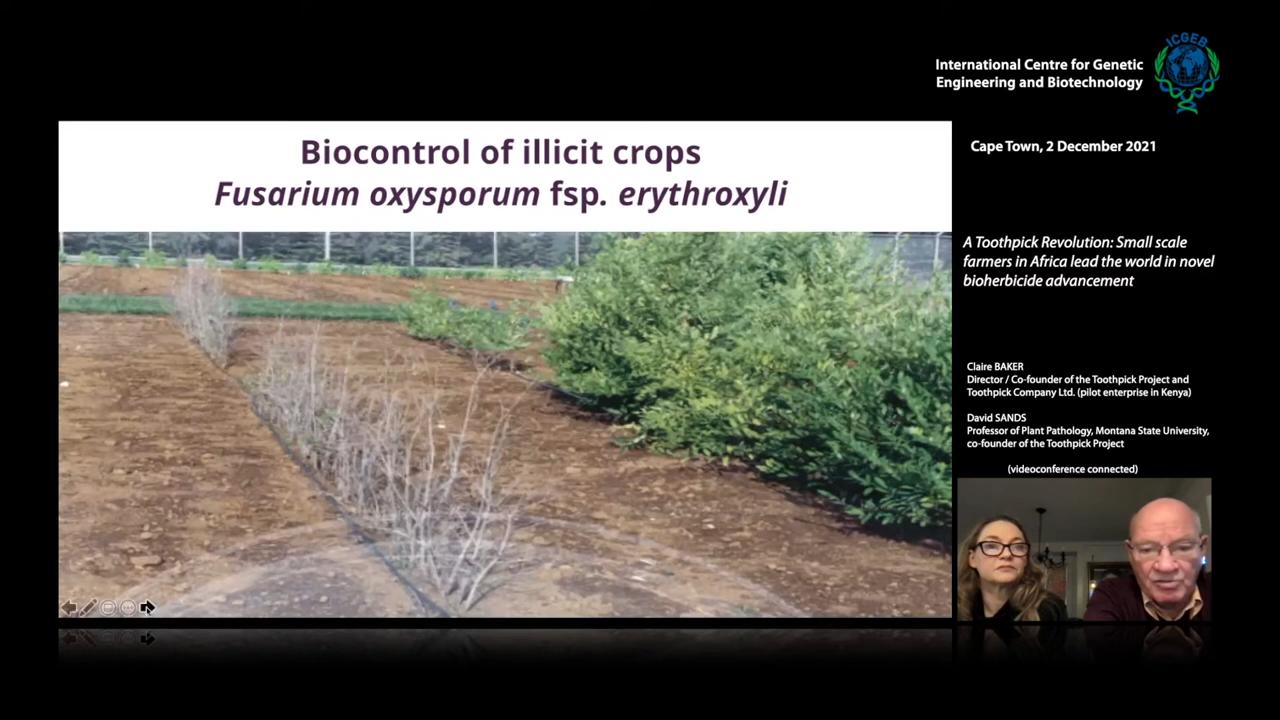 ICGEB
International Centre for Genetic
Engineering and Biotechnology
Biocontrol of illicit crops
Fusarium oxysporum fsp. erythroxyli
Cape Town, 2 December 2021
A Toothpick Revolution: Small scale
farmers in Africa lead the world in novel
bioherbicide advancement
Claire BAKER
Director / Co-founder of the Toothpick Project and
Toothpick Company Ltd. (pilot enterprise in Kenya)
David SANDS
Professor of Plant Pathology, Montana State University,
co-founder of the Toothpick Project
(videoconference connected)